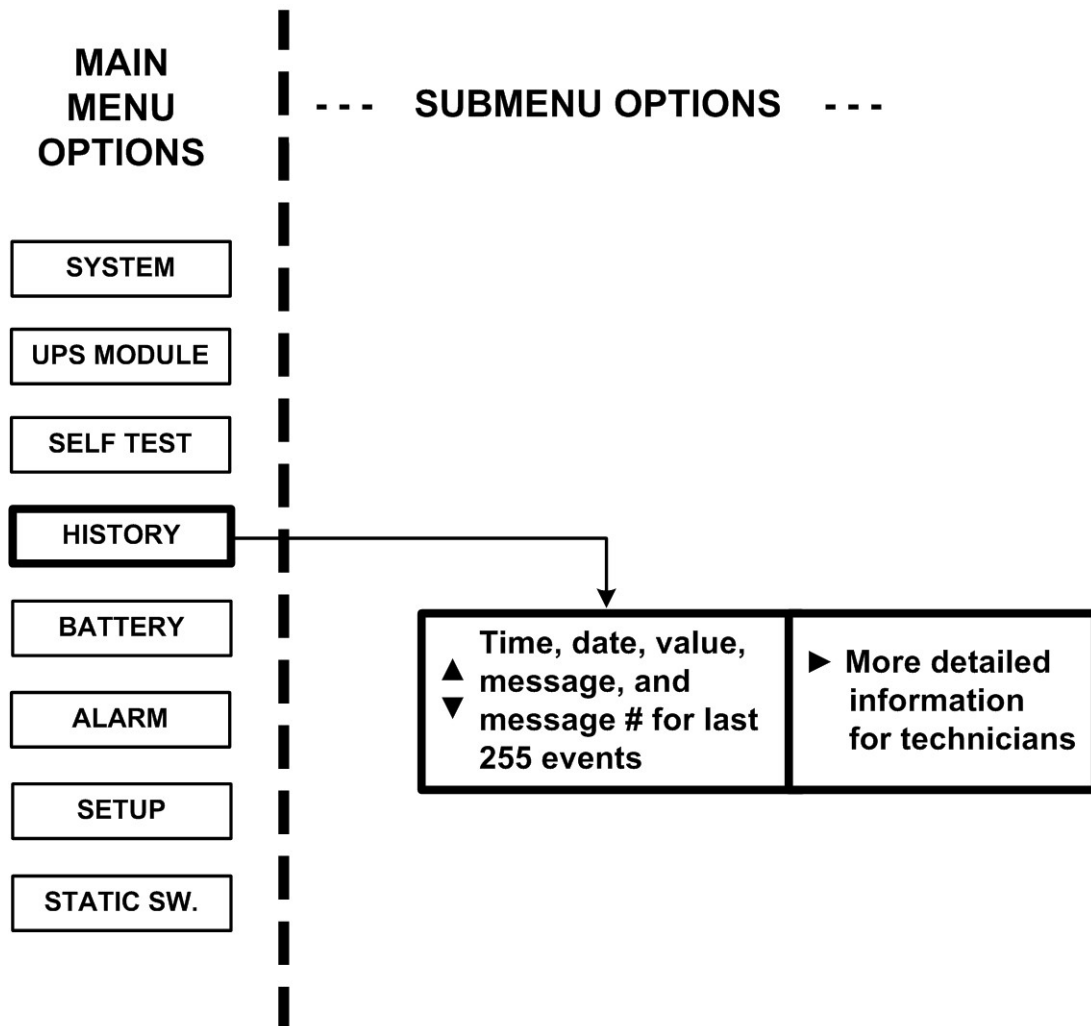 MAIN
MENU
OPTIONS
- - - SUBMENU OPTIONS - - -
SYSTEM
UPS MODULE
SELF TEST
HISTORY
BATTERY
ALARM
SETUP
STATIC SW.
▲ Time, date, value,
message, and
▼ message # for last
255 events
► More detailed
information
for technicians